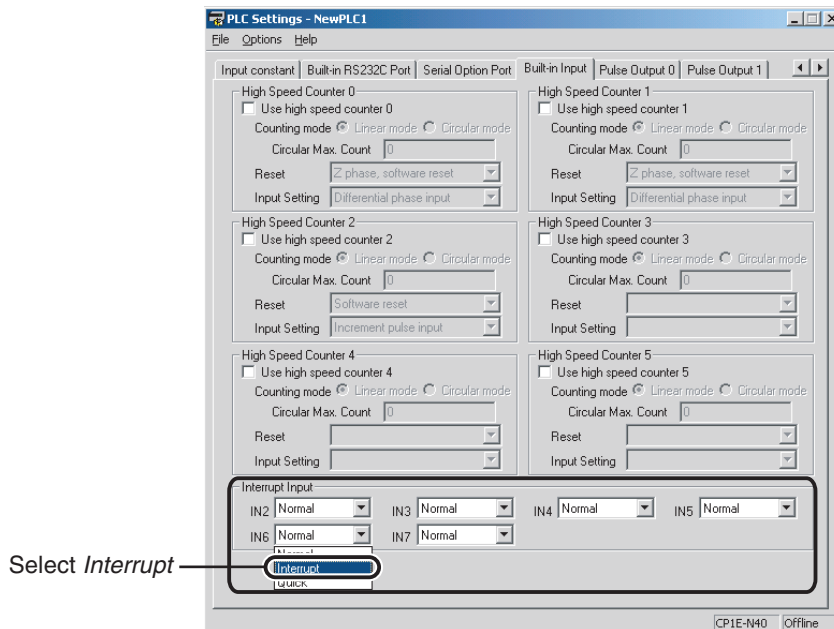 PLC Settings - NewPLC1
File Options Help
Input constant Built-in RS232C Port Serial Option Port Built-in Input Pulse Output 0 Pulse Output 1
High Speed Counter 0
Use high speed counter 0
Counting mode Linear mode Circular mode
Circular Max. Count 0
Reset Z phase, software reset
Input Setting Differential phase input
High Speed Counter 1
Use high speed counter 1
Counting mode Linear mode Circular mode
Circular Max. Count 0
Reset Z phase, software reset
Input Setting Differential phase input
High Speed Counter 2
Use high speed counter 2
Counting mode Linear mode Circular mode
Circular Max. Count 0
Reset Software reset
Input Setting Increment pulse input
High Speed Counter 3
Use high speed counter 3
Counting mode Linear mode Circular mode
Circular Max. Count 0
Reset
Input Setting
High Speed Counter 4
Use high speed counter 4
Counting mode Linear mode Circular mode
Circular Max. Count 0
Reset
Input Setting
High Speed Counter 5
Use high speed counter 5
Counting mode Linear mode Circular mode
Circular Max. Count 0
Reset
Input Setting
Interrupt Input
IN2 Normal IN3 Normal IN4 Normal IN5 Normal
IN6 Normal IN7 Normal
Normal
Select Interrupt
Interrupt
Quick
CP1E-N40 Offline